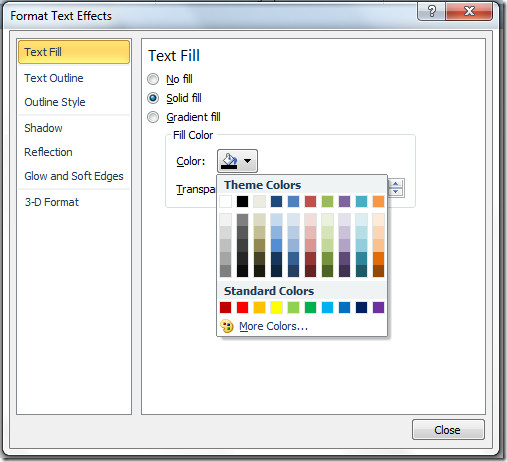 Format Text Effects
?
Text Fill
Text Outline
Outline Style
Shadow
Reflection
Glow and Soft Edges
3-D Format
Text Fill
No fill
Solid fill
Gradient fill
Fill Color
Color:
Transpa
Theme Colors
Standard Colors
More Colors...
Close